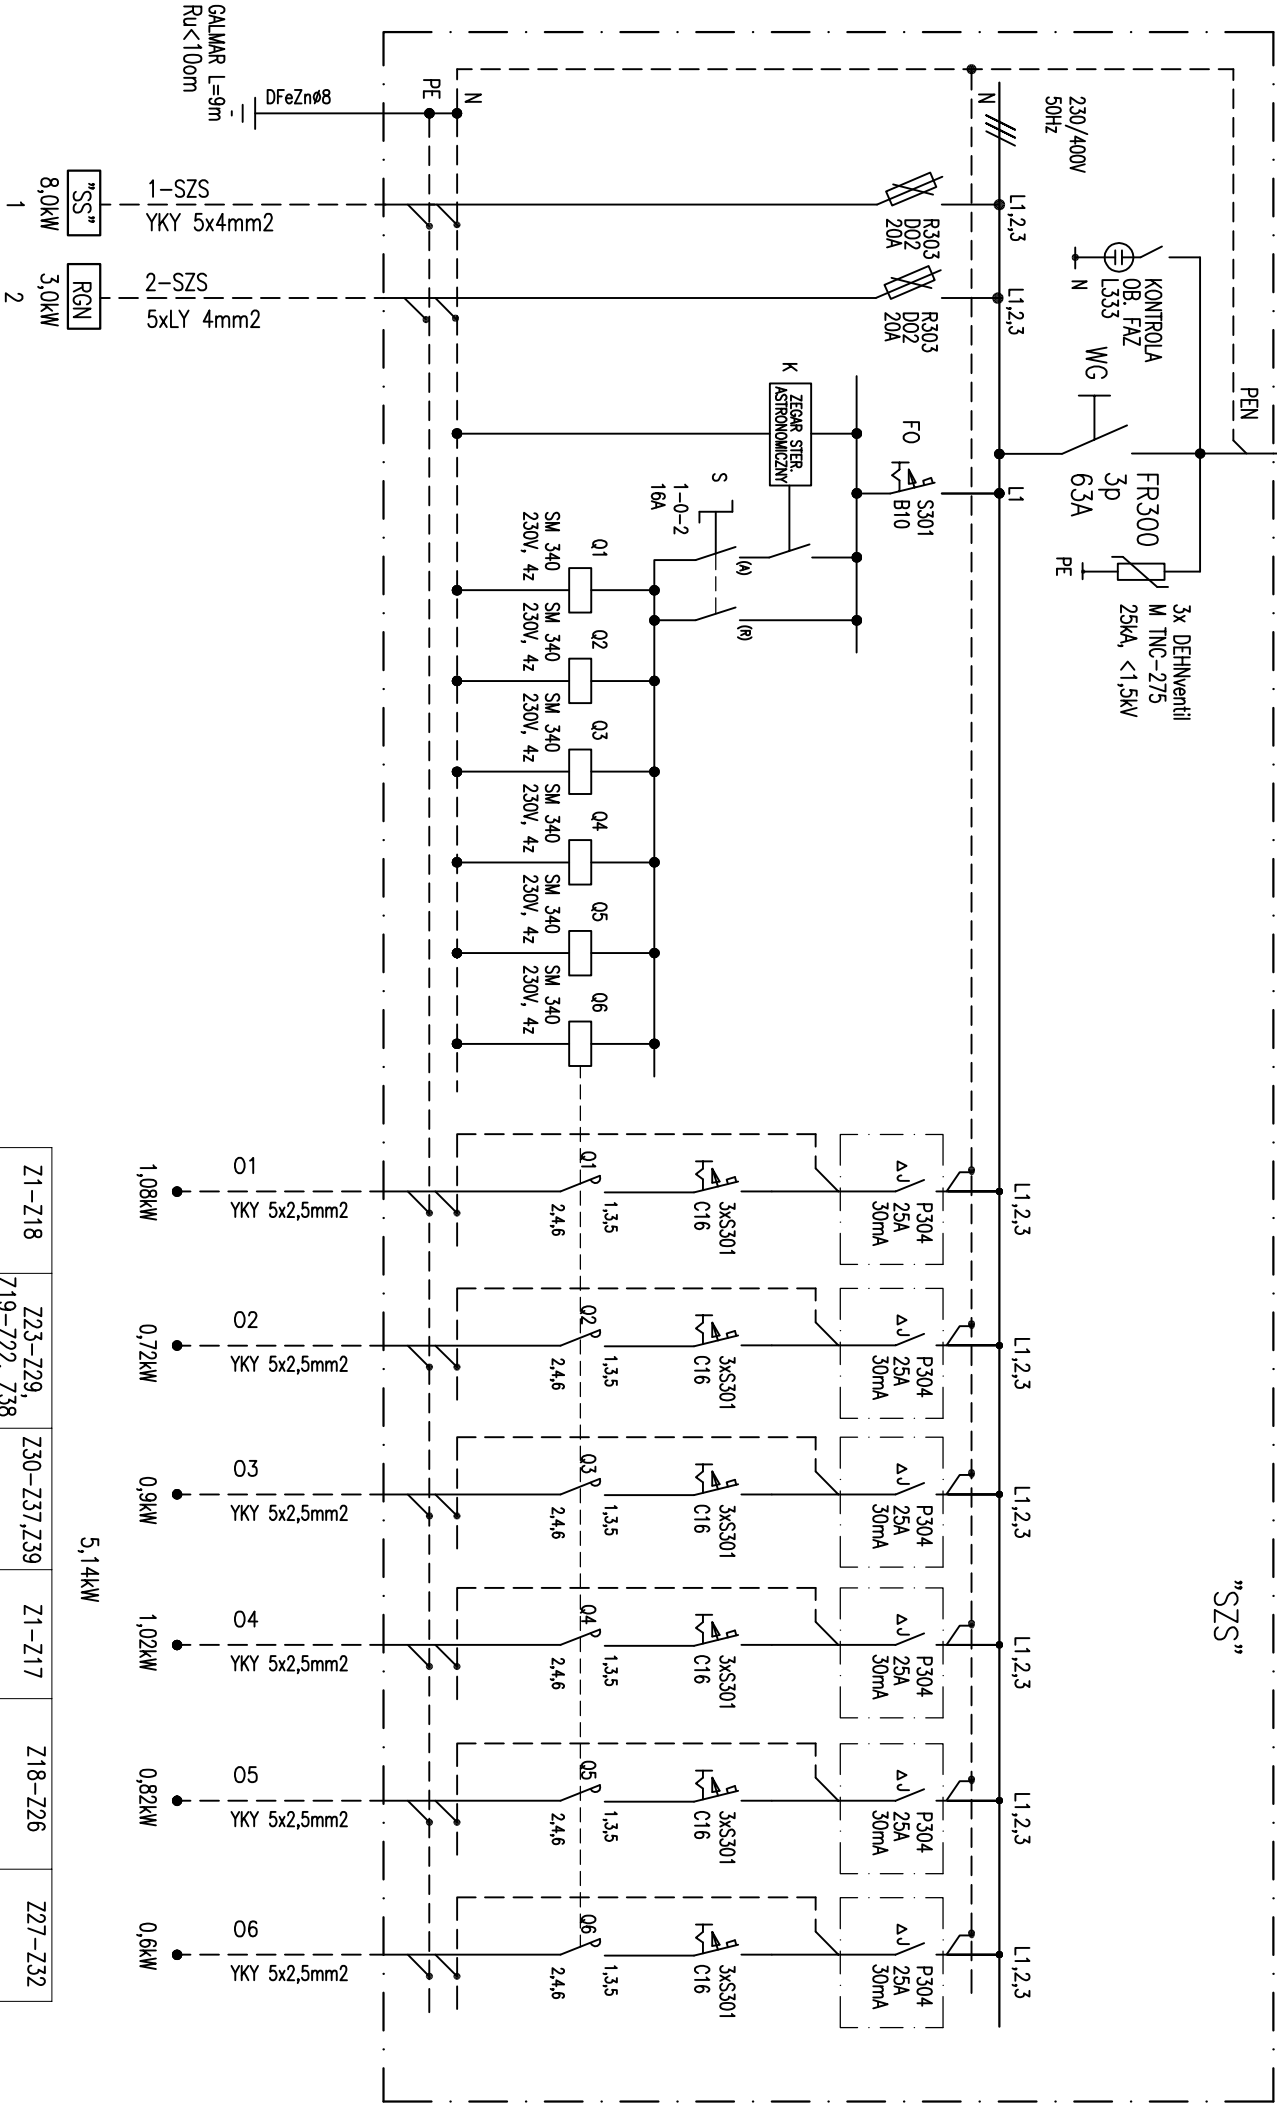 "SZS"
PEN
230/400V
50Hz
KONTROLA
OB. FAZ
L333
N
WG
FR300
3p
63A
PE
3x DEHNventil
M TNC-275
25kA, <1,5kV
N
L1,2,3
L1,2,3
L1
L1,2,3
L1,2,3
L1,2,3
L1,2,3
L1,2,3
L1,2,3
R303
D02
20A
R303
D02
20A
FO
S301
B10
P304
25A
30mA
P304
25A
30mA
P304
25A
30mA
P304
25A
30mA
P304
25A
30mA
P304
25A
30mA
K
ZEGAR STER.
ASTRONOMICZNY
S
1-0-2
16A
(A)
(R)
3xS301
C16
3xS301
C16
3xS301
C16
3xS301
C16
3xS301
C16
3xS301
C16
Q1
SM 340
230V, 4z
Q2
SM 340
230V, 4z
Q3
SM 340
230V, 4z
Q4
SM 340
230V, 4z
Q5
SM 340
230V, 4z
Q6
SM 340
230V, 4z
Q1
1,3,5
2,4,6
Q2
1,3,5
2,4,6
Q3
1,3,5
2,4,6
Q4
1,3,5
2,4,6
Q5
1,3,5
2,4,6
Q6
1,3,5
2,4,6
N
PE
DFeZnø8
GALMAR L=9m
Ru<10om
1-SZS
YKY 5x4mm2
2-SZS
5xLY 4mm2
O1
YKY 5x2,5mm2
O2
YKY 5x2,5mm2
O3
YKY 5x2,5mm2
O4
YKY 5x2,5mm2
O5
YKY 5x2,5mm2
O6
YKY 5x2,5mm2
"SS"
8,0kW
1
RGN
3,0kW
2
1,08kW
0,72kW
0,9kW
1,02kW
0,82kW
0,6kW
5,14kW
Z1-Z18
Z23-Z29,
Z19-Z22, Z38
Z30-Z37,Z39
Z1-Z17
Z18-Z26
Z27-Z32